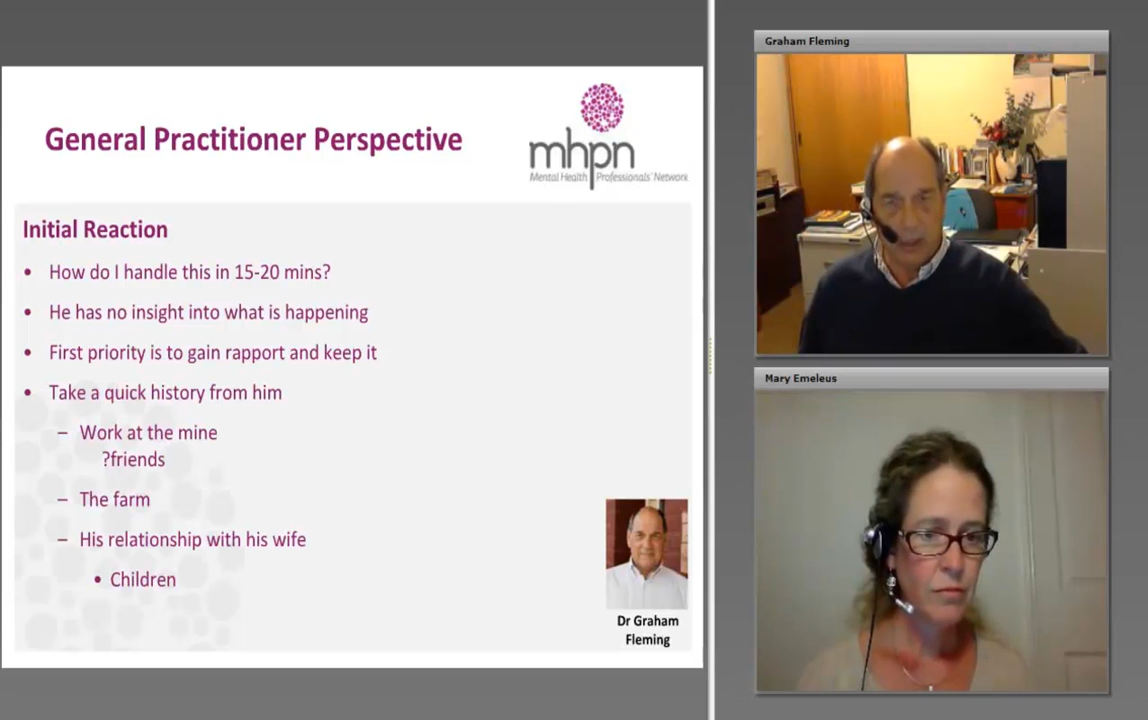 General Practitioner Perspective
mhpn
Mental Health Professionals' Network
Initial Reaction
• How do I handle this in 15-20 mins?
• He has no insight into what is happening
• First priority is to gain rapport and keep it
• Take a quick history from him
– Work at the mine
?friends
– The farm
– His relationship with his wife
• Children
Dr Graham
Fleming
Graham Fleming
Mary Emeleus